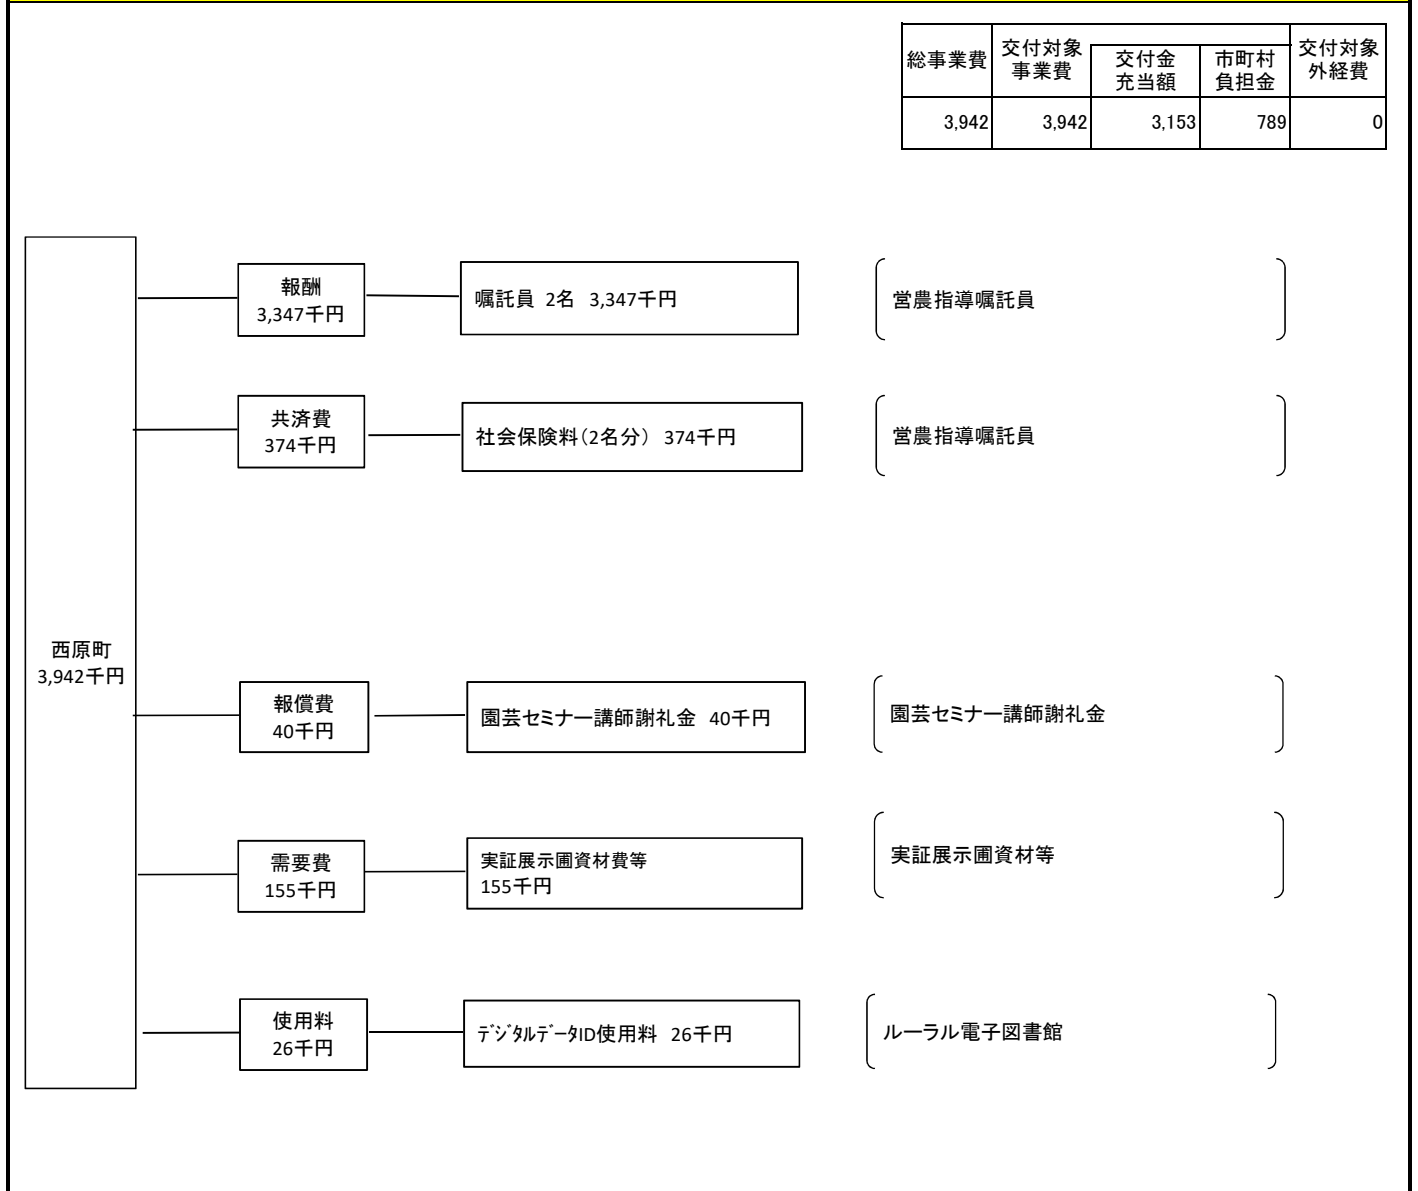 総事業費
交付対象
事業費
交付金
充当額
市町村
負担金
交付対象
外経費
3,942
3,942
3,153
789
0
西原町
3,942千円
報酬
3,347千円
嘱託員 2名 3,347千円
営農指導嘱託員
共済費
374千円
社会保険料(2名分) 374千円
営農指導嘱託員
報償費
40千円
園芸セミナー講師謝礼金 40千円
園芸セミナー講師謝礼金
需要費
155千円
実証展示圃資材費等
155千円
実証展示圃資材等
使用料
26千円
ﾃﾞｼﾞﾀﾙﾃﾞｰﾀID使用料 26千円
ルーラル電子図書館